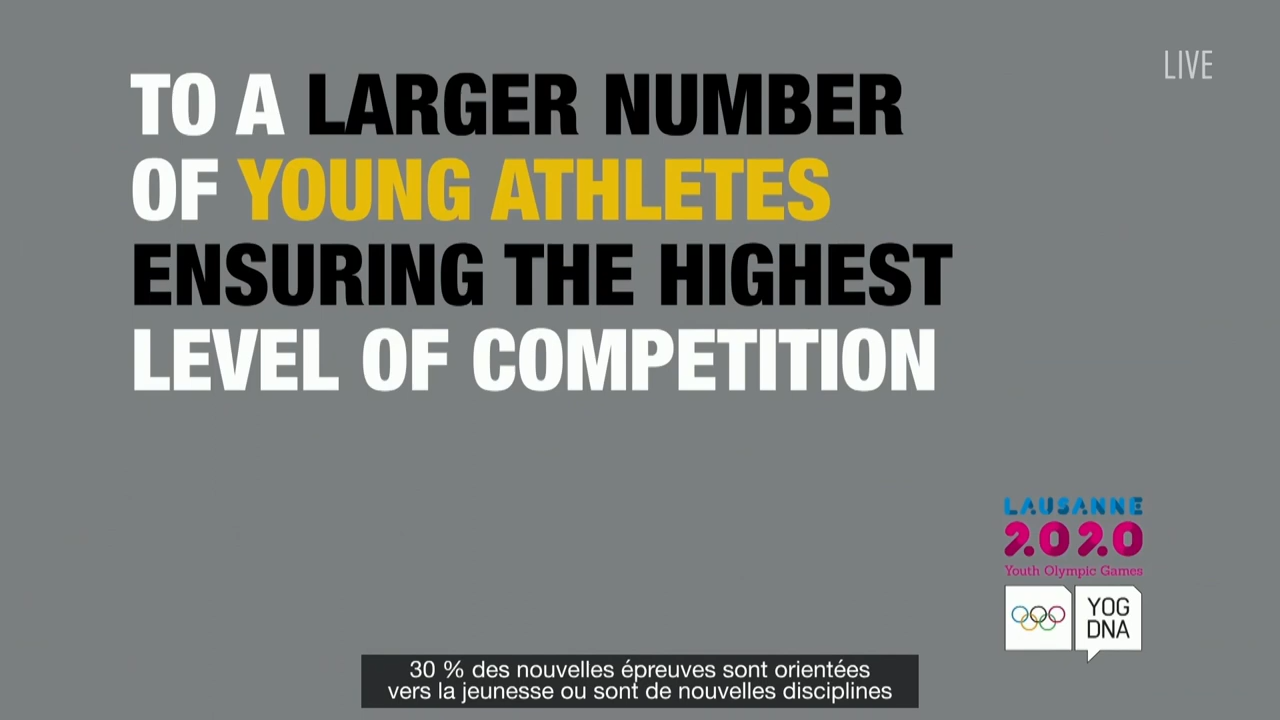 LIVE
TO A LARGER NUMBER
OF YOUNG ATHLETES
ENSURING THE HIGHEST
LEVEL OF COMPETITION
LAUSANNE
2020
Youth Olympic Games
YOG
DNA
30 % des nouvelles épreuves sont orientées
vers la jeunesse ou sont de nouvelles disciplines